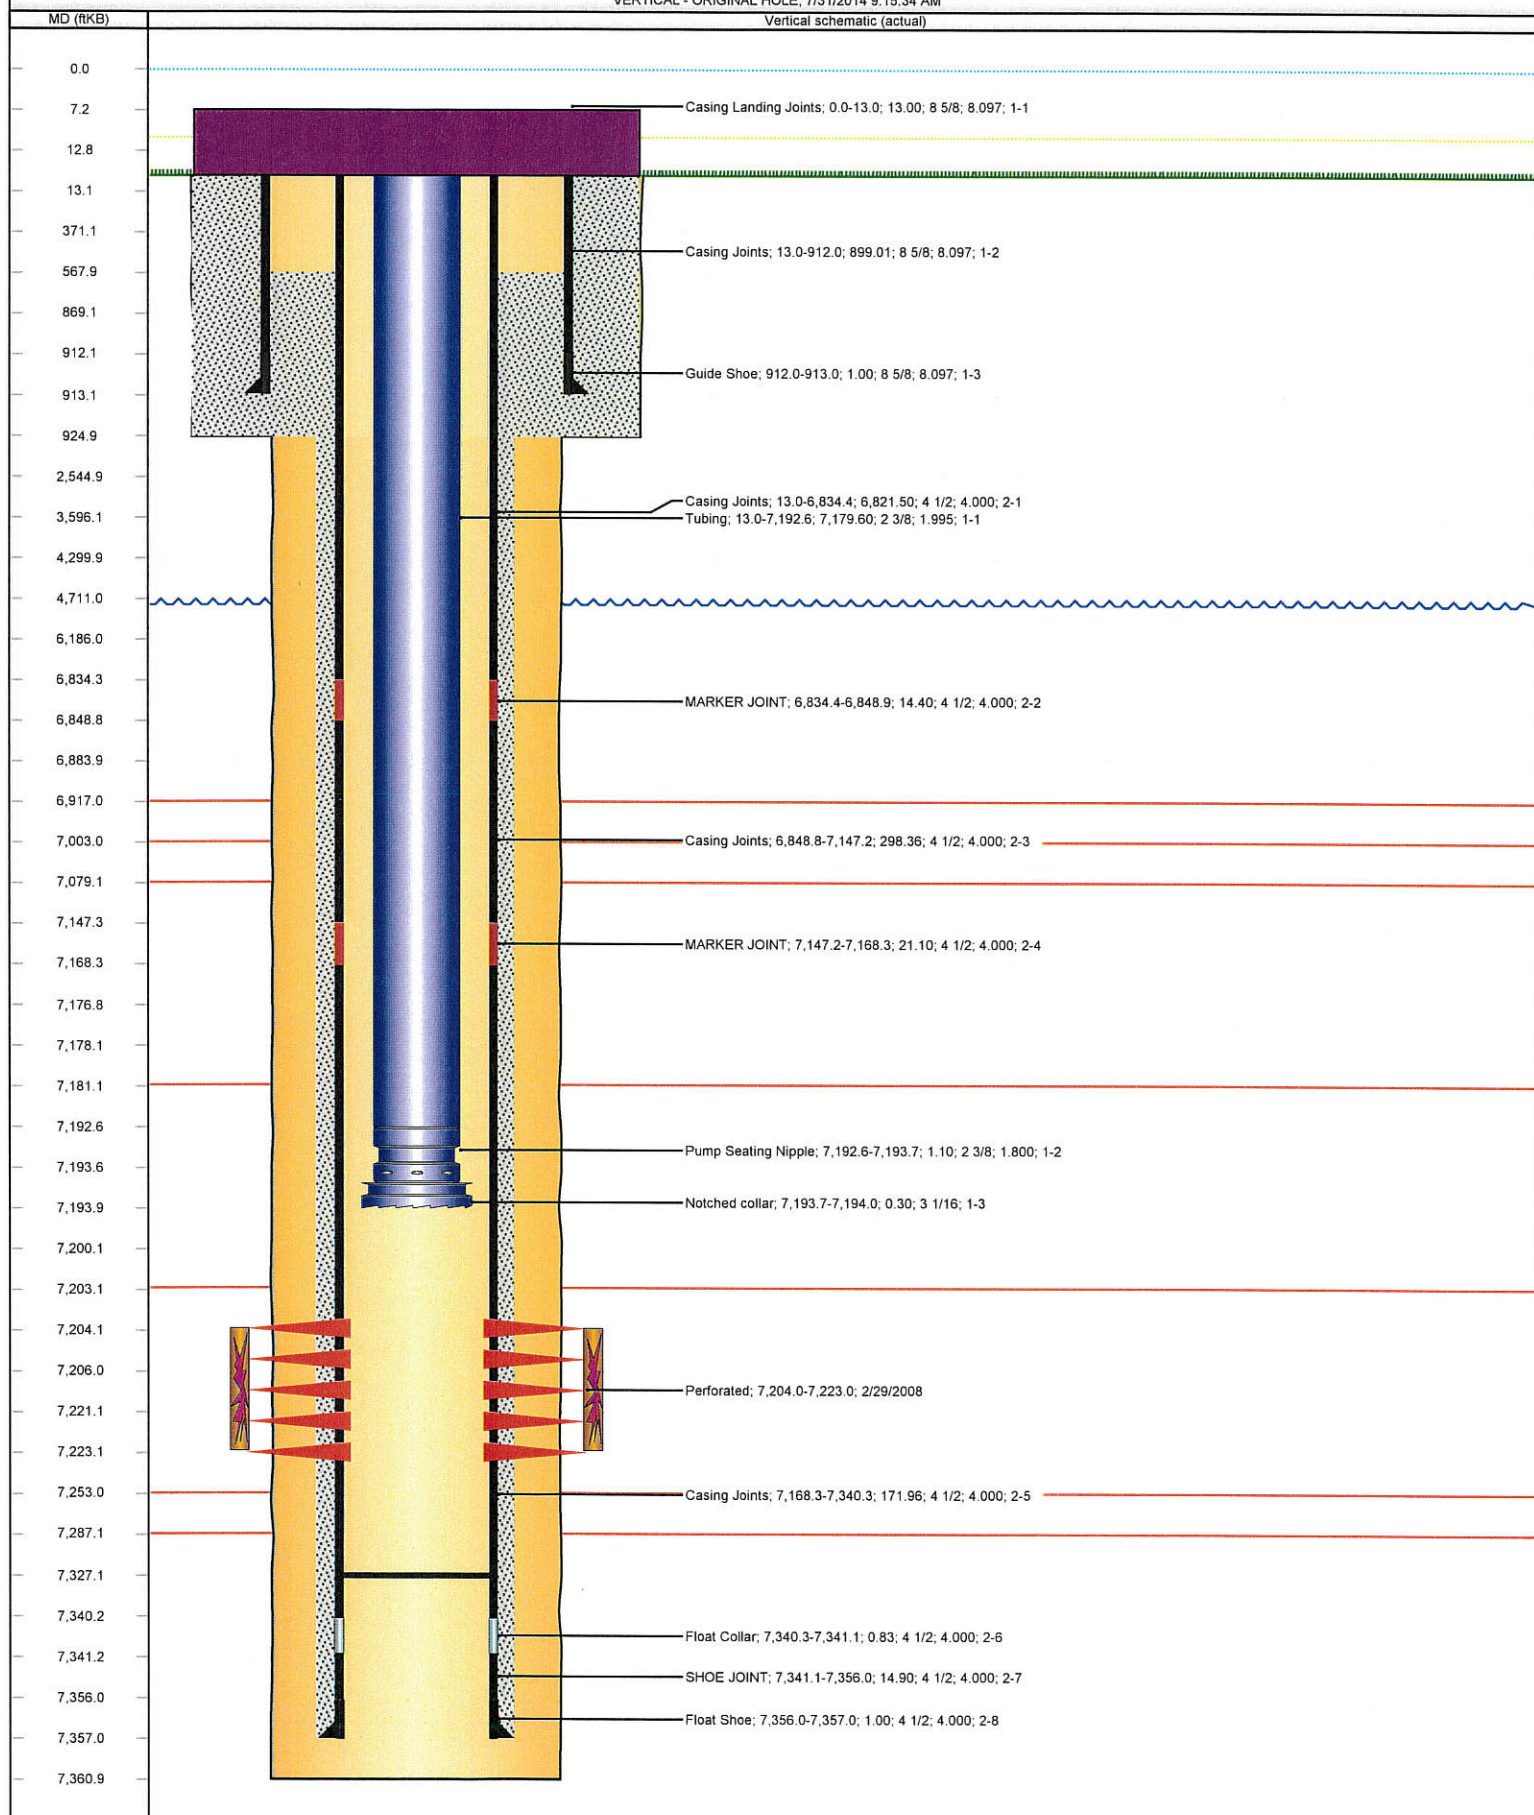 VERTICAL - ORIGINAL HOLE, 7/31/2014 9:15:34 AM
MD (ftKB)
Vertical schematic (actual)
0.0
7.2
Casing Landing Joints; 0.0-13.0; 13.00; 8 5/8; 8.097; 1-1
12.8
13.1
371.1
Casing Joints; 13.0-912.0; 899.01; 8 5/8; 8.097; 1-2
567.9
869.1
912.1
Guide Shoe; 912.0-913.0; 1.00; 8 5/8; 8.097; 1-3
913.1
924.9
2,544.9
Casing Joints; 13.0-6,834.4; 6,821.50; 4 1/2; 4.000; 2-1
3,596.1
Tubing; 13.0-7,192.6; 7,179.60; 2 3/8; 1.995; 1-1
4,299.9
4,711.0
6,186.0
6,834.3
MARKER JOINT; 6,834.4-6,848.9; 14.40; 4 1/2; 4.000; 2-2
6,848.8
6,883.9
6,917.0
7,003.0
Casing Joints; 6,848.8-7,147.2; 298.36; 4 1/2; 4.000; 2-3
7,079.1
7,147.3
MARKER JOINT; 7,147.2-7,168.3; 21.10; 4 1/2; 4.000; 2-4
7,168.3
7,176.8
7,178.1
7,181.1
7,192.6
Pump Seating Nipple; 7,192.6-7,193.7; 1.10; 2 3/8; 1.800; 1-2
7,193.6
Notched collar; 7,193.7-7,194.0; 0.30; 3 1/16; 1-3
7,193.9
7,200.1
7,203.1
7,204.1
7,206.0
Perforated; 7,204.0-7,223.0; 2/29/2008
7,221.1
7,223.1
7,253.0
Casing Joints; 7,168.3-7,340.3; 171.96; 4 1/2; 4.000; 2-5
7,287.1
7,327.1
7,340.2
Float Collar; 7,340.3-7,341.1; 0.83; 4 1/2; 4.000; 2-6
7,341.2
SHOE JOINT; 7,341.1-7,356.0; 14.90; 4 1/2; 4.000; 2-7
7,356.0
Float Shoe; 7,356.0-7,357.0; 1.00; 4 1/2; 4.000; 2-8
7,357.0
7,360.9